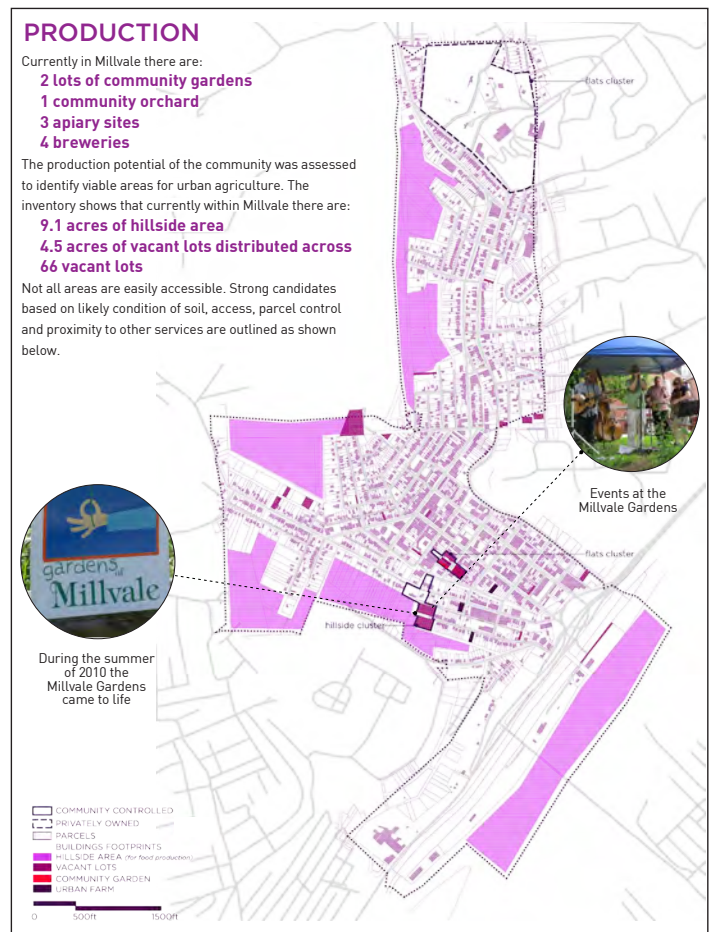 PRODUCTION
Currently in Millvale there are:
2 lots of community gardens
1 community orchard
3 apiary sites
4 breweries
The production potential of the community was assessed
to identify viable areas for urban agriculture. The
inventory shows that currently within Millvale there are:
9.1 acres of hillside area
4.5 acres of vacant lots distributed across
66 vacant lots
Not all areas are easily accessible. Strong candidates
based on likely condition of soil, access, parcel control
and proximity to other services are outlined as shown
below.
flats cluster
Events at the
Millvale Gardens
flats cluster
gardens of
Millvale
hillside cluster
During the summer
of 2010 the
Millvale Gardens
came to life
COMMUNITY CONTROLLED
PRIVATELY OWNED
PARCELS
BUILDINGS FOOTPRINTS
HILLSIDE AREA (for food production)
VACANT LOTS
COMMUNITY GARDEN
URBAN FARM
0 500ft 1500ft